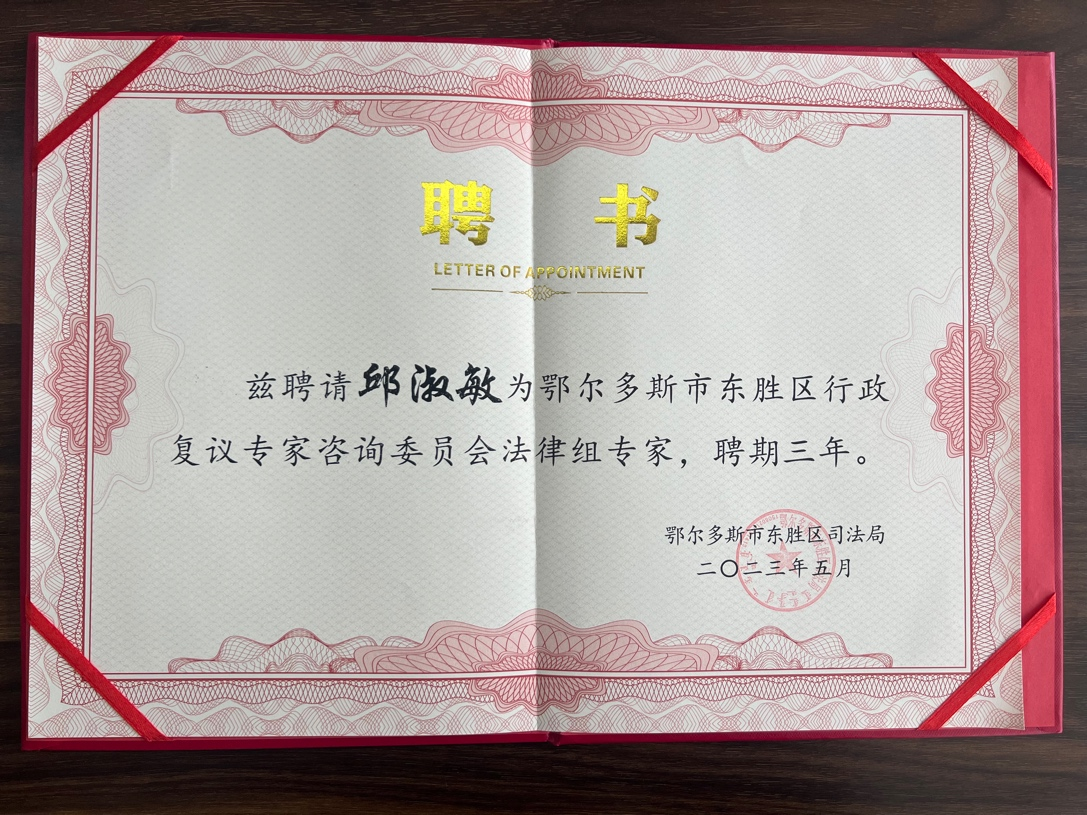 聘 书
LETTER OF APPOINTMENT
兹聘请邱淑敏为鄂尔多斯市东胜区行政
复议专家咨询委员会法律组专家，聘期三年。
鄂尔多斯市东胜区司法局
二〇二三年五月